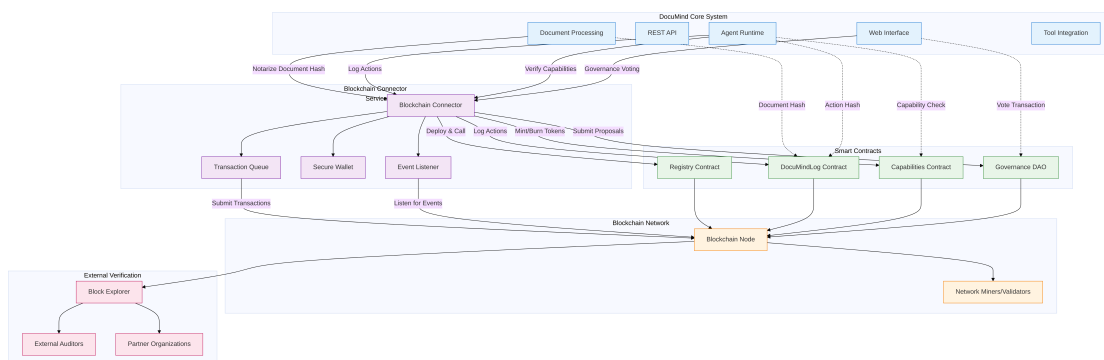 DocuMind Core System
Document Processing
REST API
Agent Runtime
Web Interface
Tool Integration
Notarize Document Hash
Log Actions
Verify Capabilities
Governance Voting
Blockchain Connector
Service
Blockchain Connector
Document Hash
Action Hash
Capability Check
Vote Transaction
Deploy & Call
Log Actions
Mint/Burn Tokens
Submit Proposals
Smart Contracts
Transaction Queue
Secure Wallet
Event Listener
Registry Contract
DocuMindLog Contract
Capabilities Contract
Governance DAO
Submit Transactions
Listen for Events
Blockchain Network
Blockchain Node
External Verification
Block Explorer
Network Miners/Validators
External Auditors
Partner Organizations